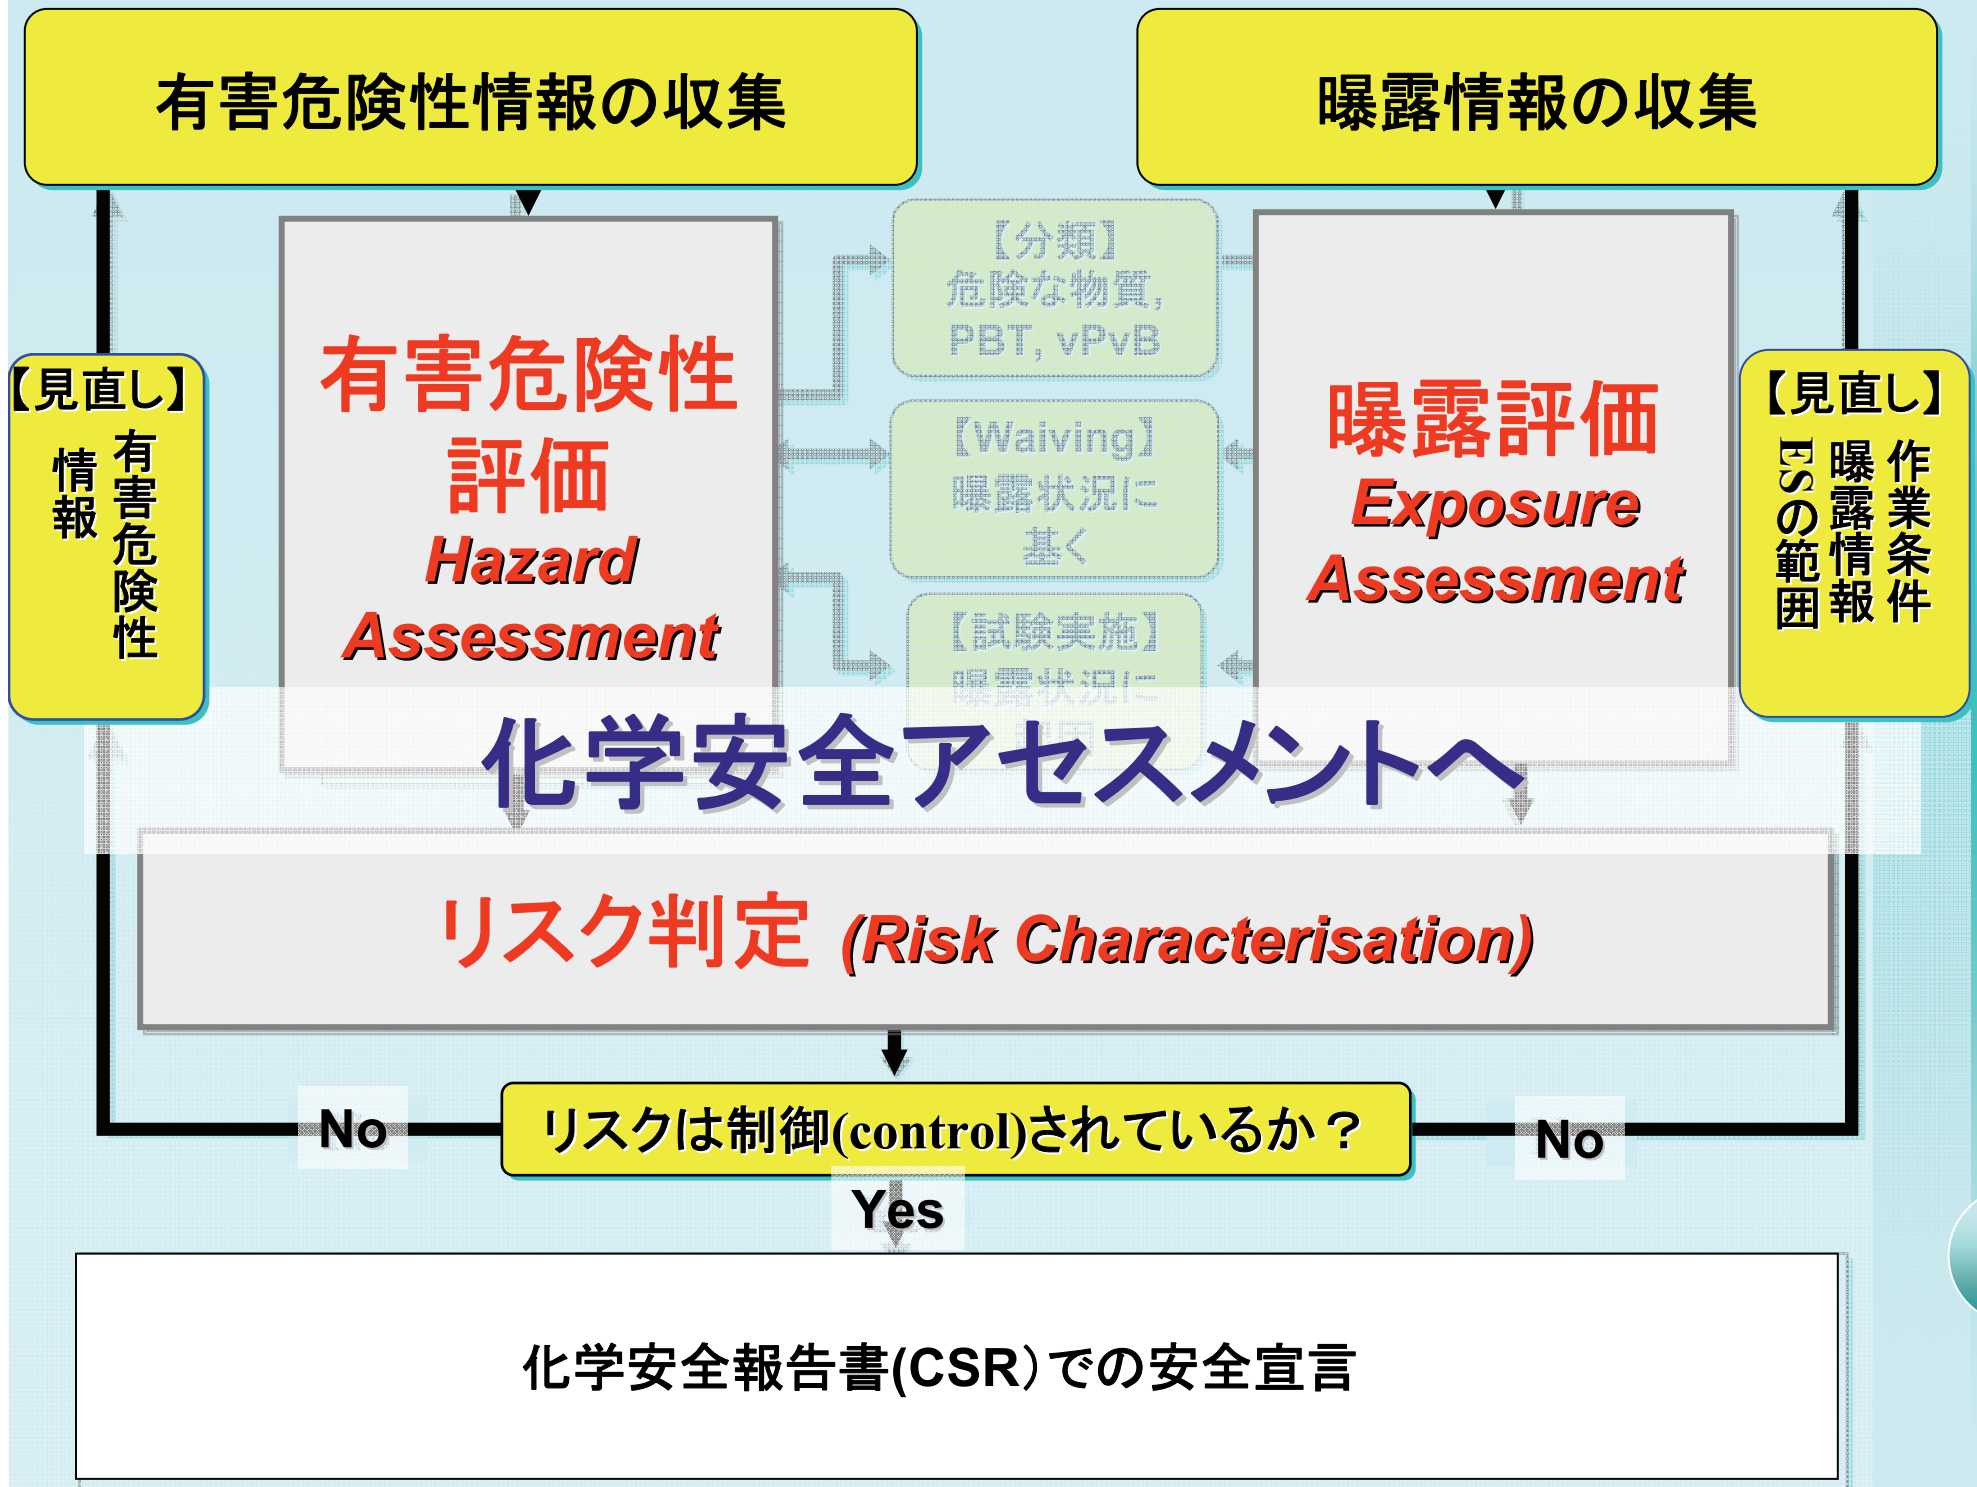 有害危険性情報の収集
曝露情報の収集
【見直し】
有害危険性
情報
有害危険性
評価
Hazard
Assessment
【分類】
危険な物質,
PBT, vPvB
【Waiving】
曝露状況に
基く
【試験実施】
曝露状況に
曝露評価
Exposure
Assessment
【見直し】
作業条件
曝露情報
ESの範囲
化学安全アセスメントへ
リスク判定 (Risk Characterisation)
No
リスクは制御(control)されているか？
No
Yes
化学安全報告書(CSR）での安全宣言